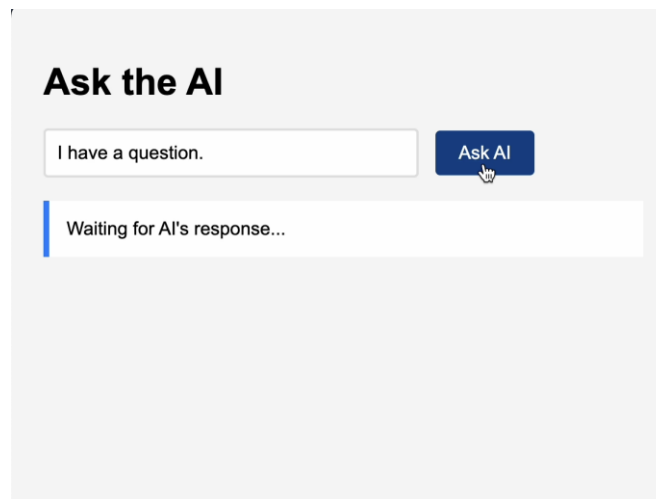 Ask the AI
I have a question.
Ask AI
Waiting for AI's response...